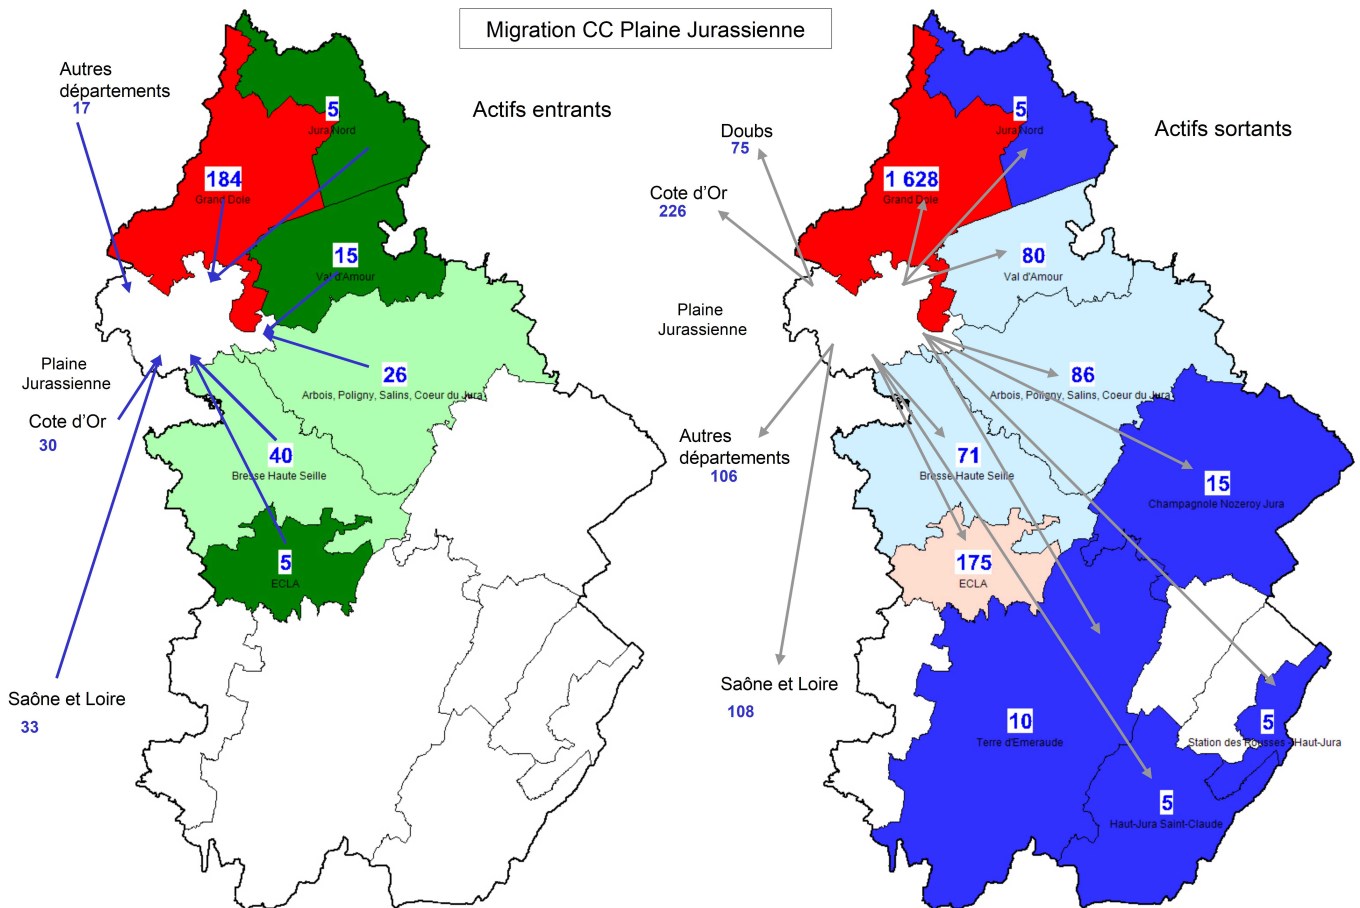 Migration CC Plaine Jurassienne
Autres
départements
17
Actifs entrants
5
Jura Nord
184
Grand Dole
15
Val d'Amour
Plaine
Jurassienne
26
Arbois, Poligny, Salins, Coeur du Jura
Cote d'Or
30
40
Bresse Haute Seille
5
ECLA
Saône et Loire
33
Actifs sortants
5
Jura Nord
Doubs
75
1 628
Grand Dole
Cote d'Or
226
80
Val d'Amour
Plaine
Jurassienne
86
Arbois, Poligny, Salins, Coeur du Jura
Autres
départements
106
71
Bresse Haute Seille
15
Champagnole Nozeroy Jura
175
ECLA
Saône et Loire
108
10
Terre d'Emeraude
5
Station des Rousses - Haut-Jura
5
Haut-Jura Saint-Claude